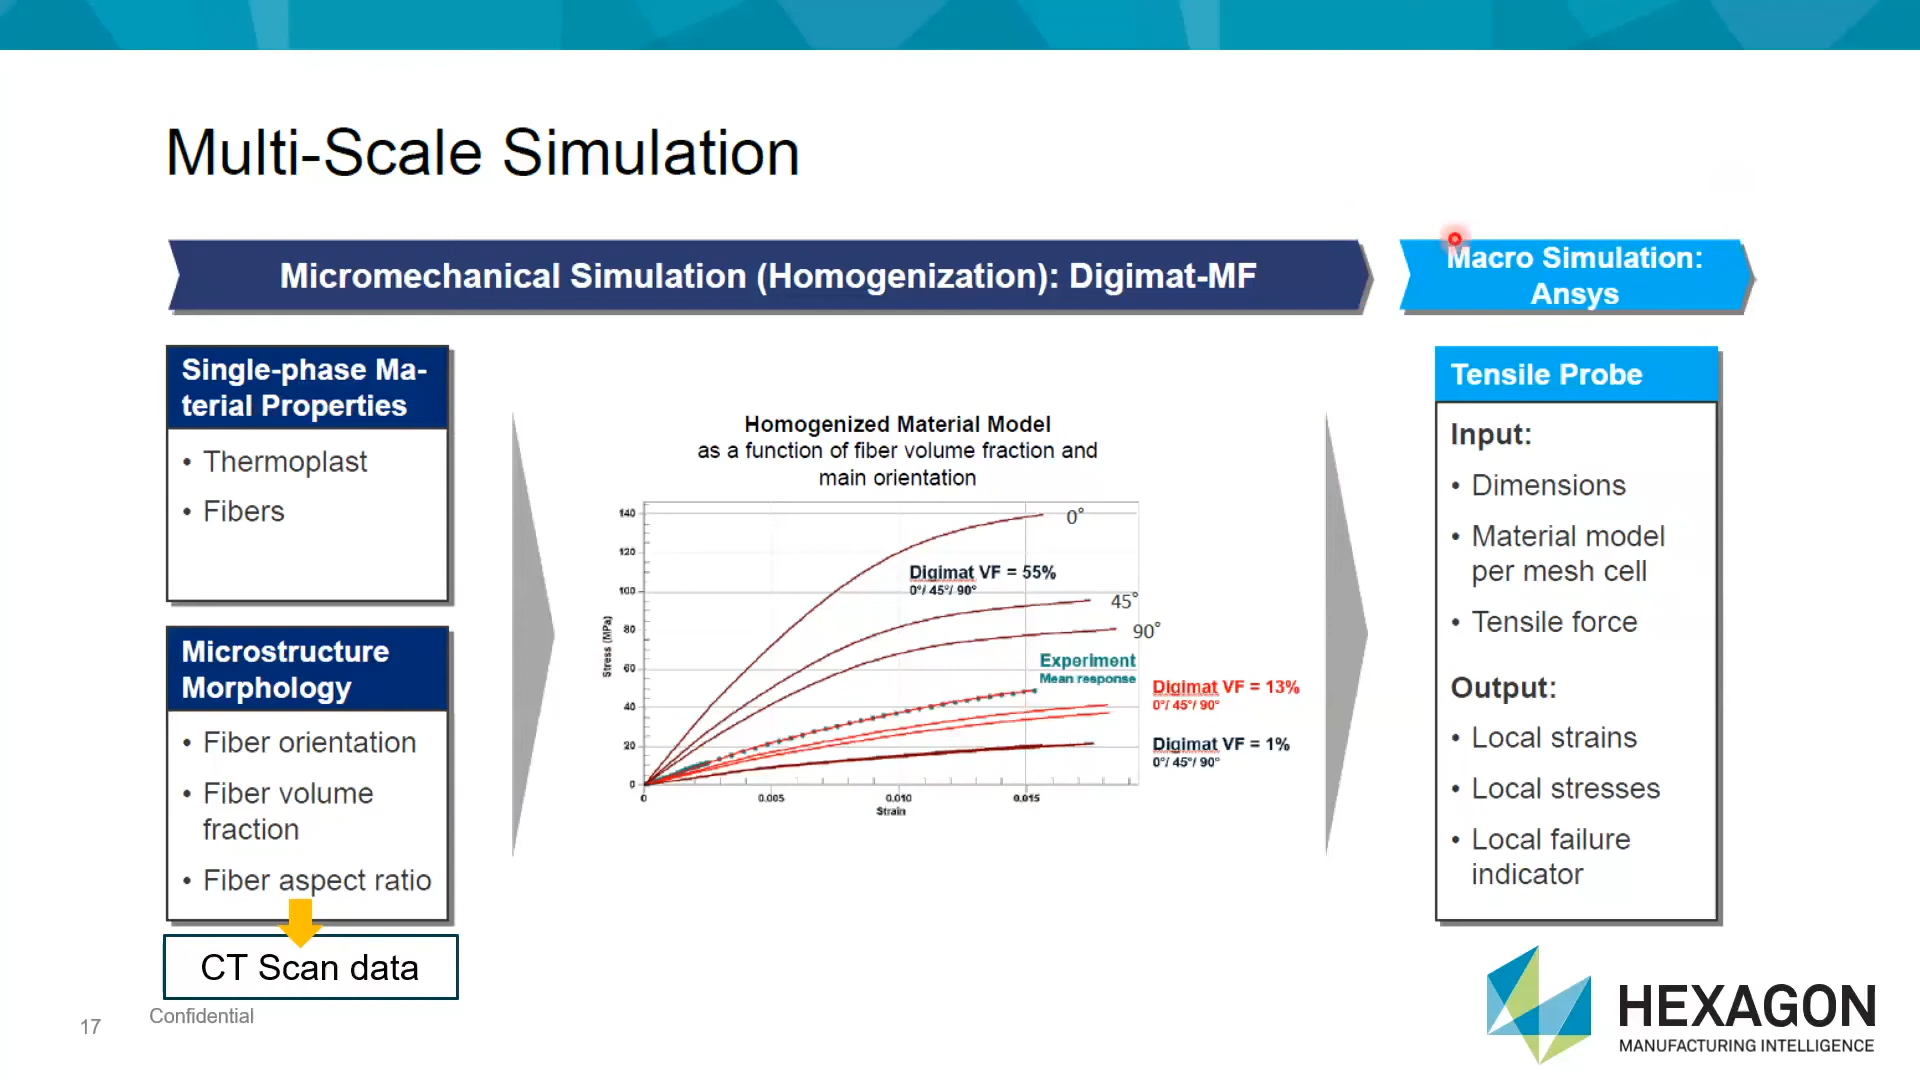 Multi-Scale Simulation
Micromechanical Simulation (Homogenization): Digimat-MF
Macro Simulation:
Ansys
Single-phase Ma-
terial Properties
• Thermoplast
• Fibers
Microstructure
Morphology
• Fiber orientation
• Fiber volume
fraction
• Fiber aspect ratio
CT Scan data
Homogenized Material Model
as a function of fiber volume fraction and
main orientation
140
120
100
80
60
40
20
0
Stress (MPa)
0
0.005
0.010
0.015
Strain
0°
Digimat VF = 55%
0°/ 45°/ 90°
45°
90°
Experiment
Mean response
Digimat VF = 13%
0°/ 45°/ 90°
Digimat VF = 1%
0°/ 45°/ 90°
Tensile Probe
Input:
• Dimensions
• Material model
per mesh cell
• Tensile force
Output:
• Local strains
• Local stresses
• Local failure
indicator
17
Confidential
HEXAGON
MANUFACTURING INTELLIGENCE